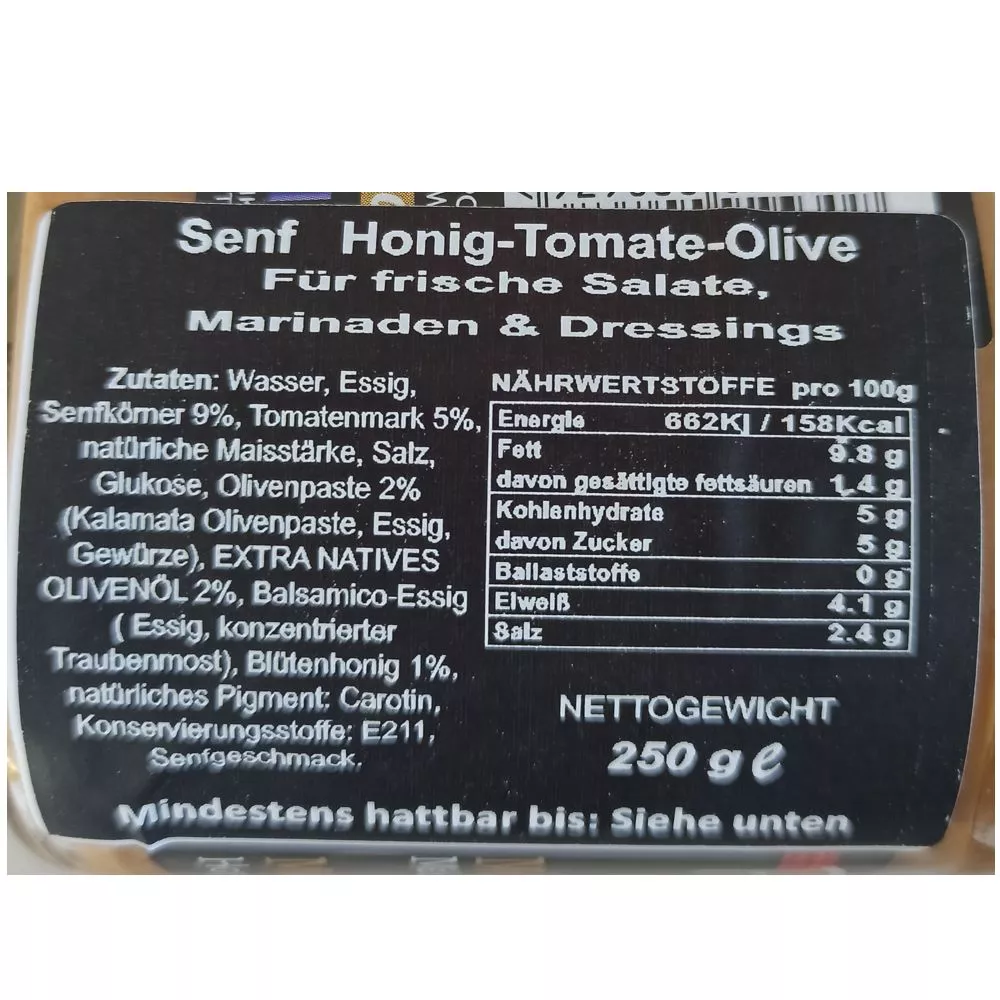 Senf Honig-Tomate-Olive
Für frische Salate,
Marinaden & Dressings
Zutaten: Wasser, Essig,
Senfkörner 9%, Tomatenmark 5%,
natürliche Maisstärke, Salz,
Glukose, Olivenpaste 2%
(Kalamata Olivenpaste, Essig,
Gewürze), EXTRA NATIVES
OLIVENÖL 2%, Balsamico-Essig
( Essig, konzentrierter
Traubenmost), Blütenhonig 1%,
natürliches Pigment: Carotin,
Konservierungsstoffe: E211,
Senfgeschmack.
NÄHRWERTSTOFFE pro 100g
Energie 662Kj / 158Kcal
Fett 9.8 g
davon gesättigte fettsäuren 1.4 g
Kohlenhydrate 5 g
davon Zucker 5 g
Ballaststoffe 0 g
Eiweiß 4.1 g
Salz 2.4 g
NETTOGEWICHT
250 g ℮
Mindestens hattbar bis: Siehe unten